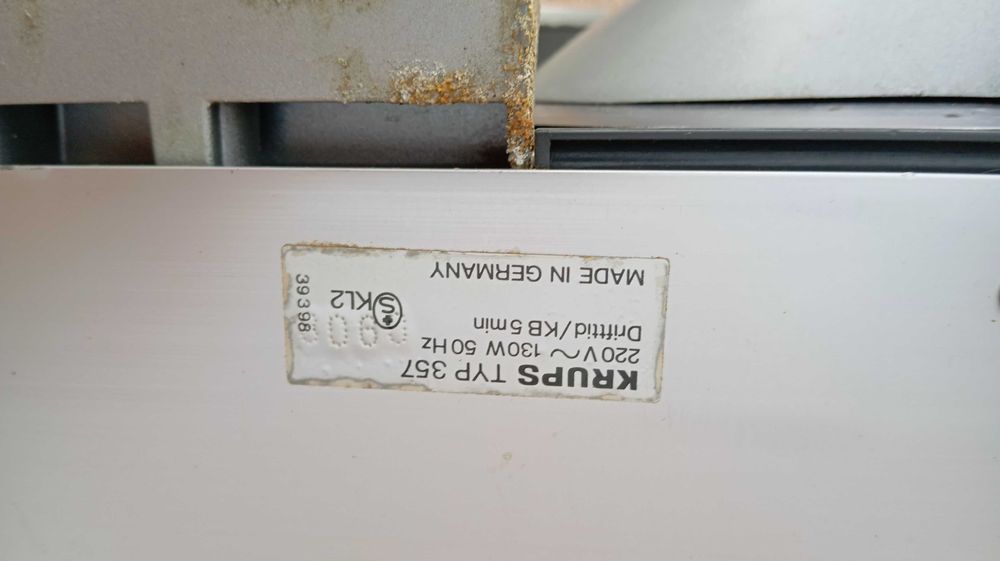 KRUPS TYP 357
220V～ 130W 50Hz
Drifttid/KB 5 min
S KL2
MADE IN GERMANY
39398